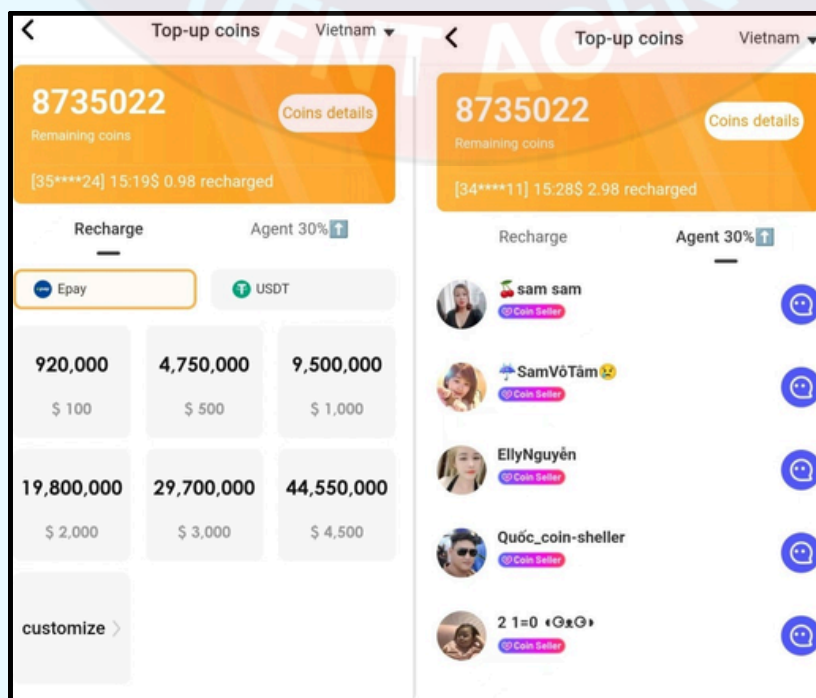 TALENT AGENCY
Top-up coins
Vietnam
8735022
Coins details
Remaining coins
[35****24] 15:19$ 0.98 recharged
Recharge
Agent 30%⬆️
Epay
USDT
920,000
4,750,000
9,500,000
$ 100
$ 500
$ 1,000
19,800,000
29,700,000
44,550,000
$ 2,000
$ 3,000
$ 4,500
customize
Top-up coins
Vietnam
8735022
Coins details
Remaining coins
[34****11] 15:28$ 2.98 recharged
Recharge
Agent 30%⬆️
🍒sam sam
Coin Seller
☔SamVôTâm😢
Coin Seller
EllyNguyễn
Coin Seller
Quốc_coin-sheller
Coin Seller
2 1=0
Coin Seller